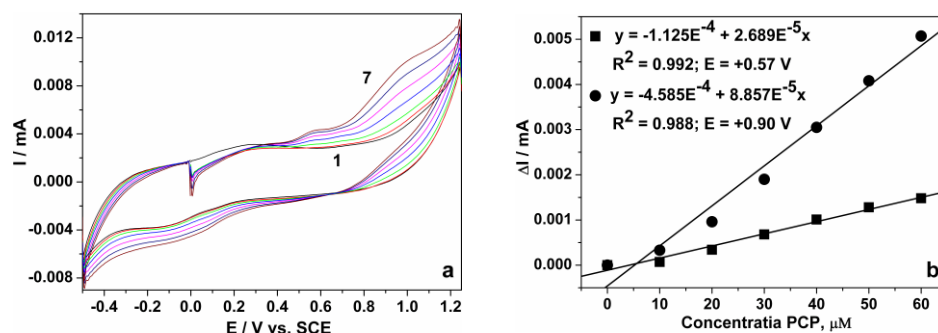 0.012
0.008
0.004
0.000
-0.004
-0.008
I / mA
7
1
a
-0.4 -0.2 0.0 0.2 0.4 0.6 0.8 1.0 1.2
E / V vs. SCE
0.005
0.004
0.003
0.002
0.001
0.000
ΔI / mA
y = -1.125E-4 + 2.689E-5x
R2 = 0.992; E = +0.57 V
y = -4.585E-4 + 8.857E-5x
R2 = 0.988; E = +0.90 V
b
0 10 20 30 40 50 60
Concentratia PCP, μM